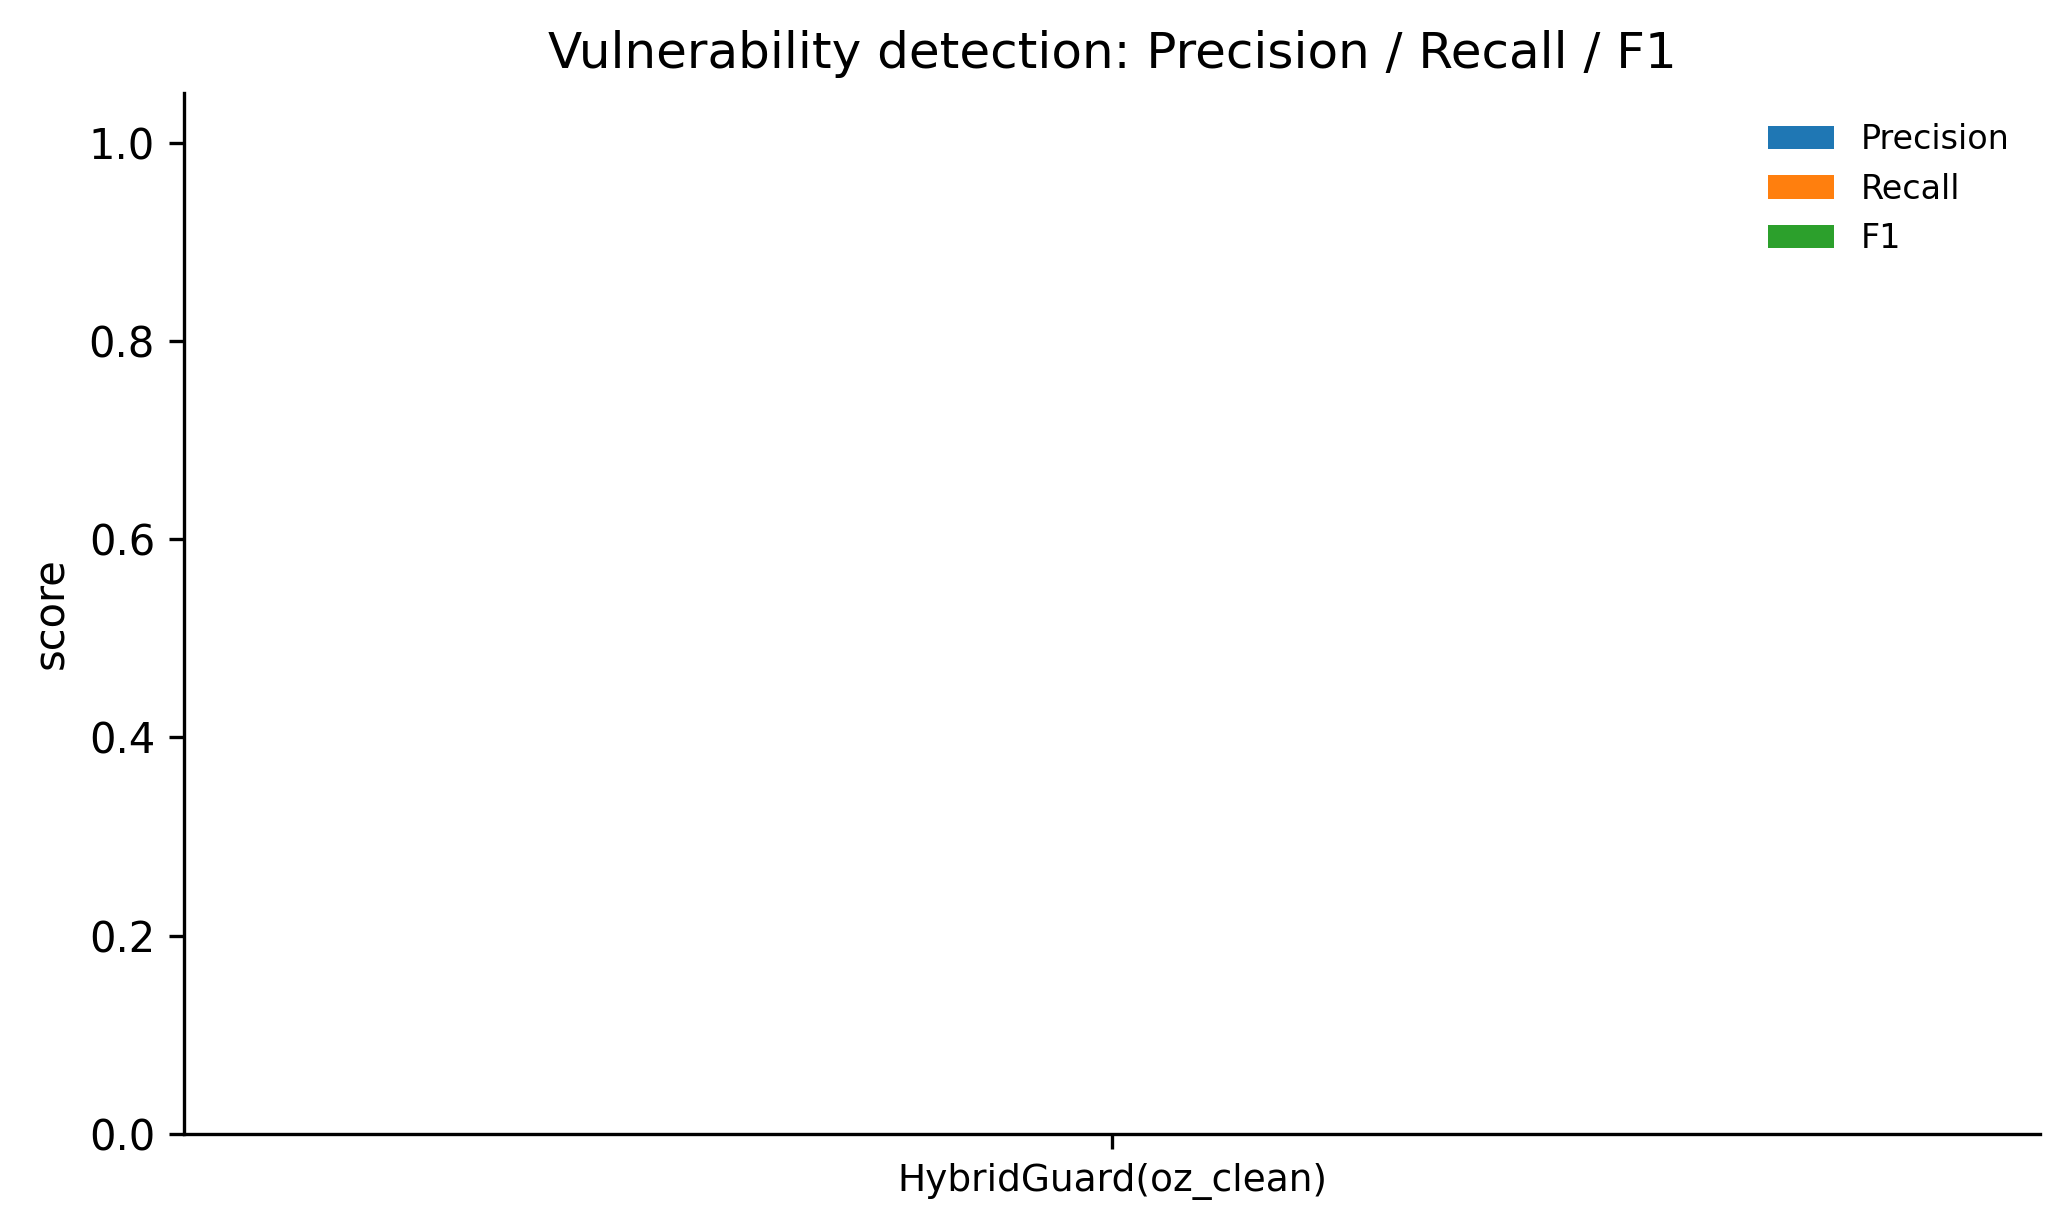 Vulnerability detection: Precision / Recall / F1
Precision
Recall
F1
1.0
0.8
0.6
0.4
0.2
0.0
score
HybridGuard(oz_clean)